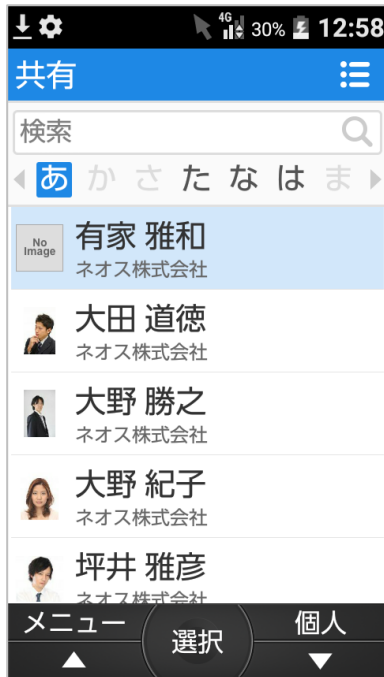 4G 30% 12:58
共有
検索
あ か さ た な は ま
No
Image
有家 雅和
ネオス株式会社
大田 道徳
ネオス株式会社
大野 勝之
ネオス株式会社
大野 紀子
ネオス株式会社
坪井 雅彦
ネオス株式会社
メニュー 選択 個人